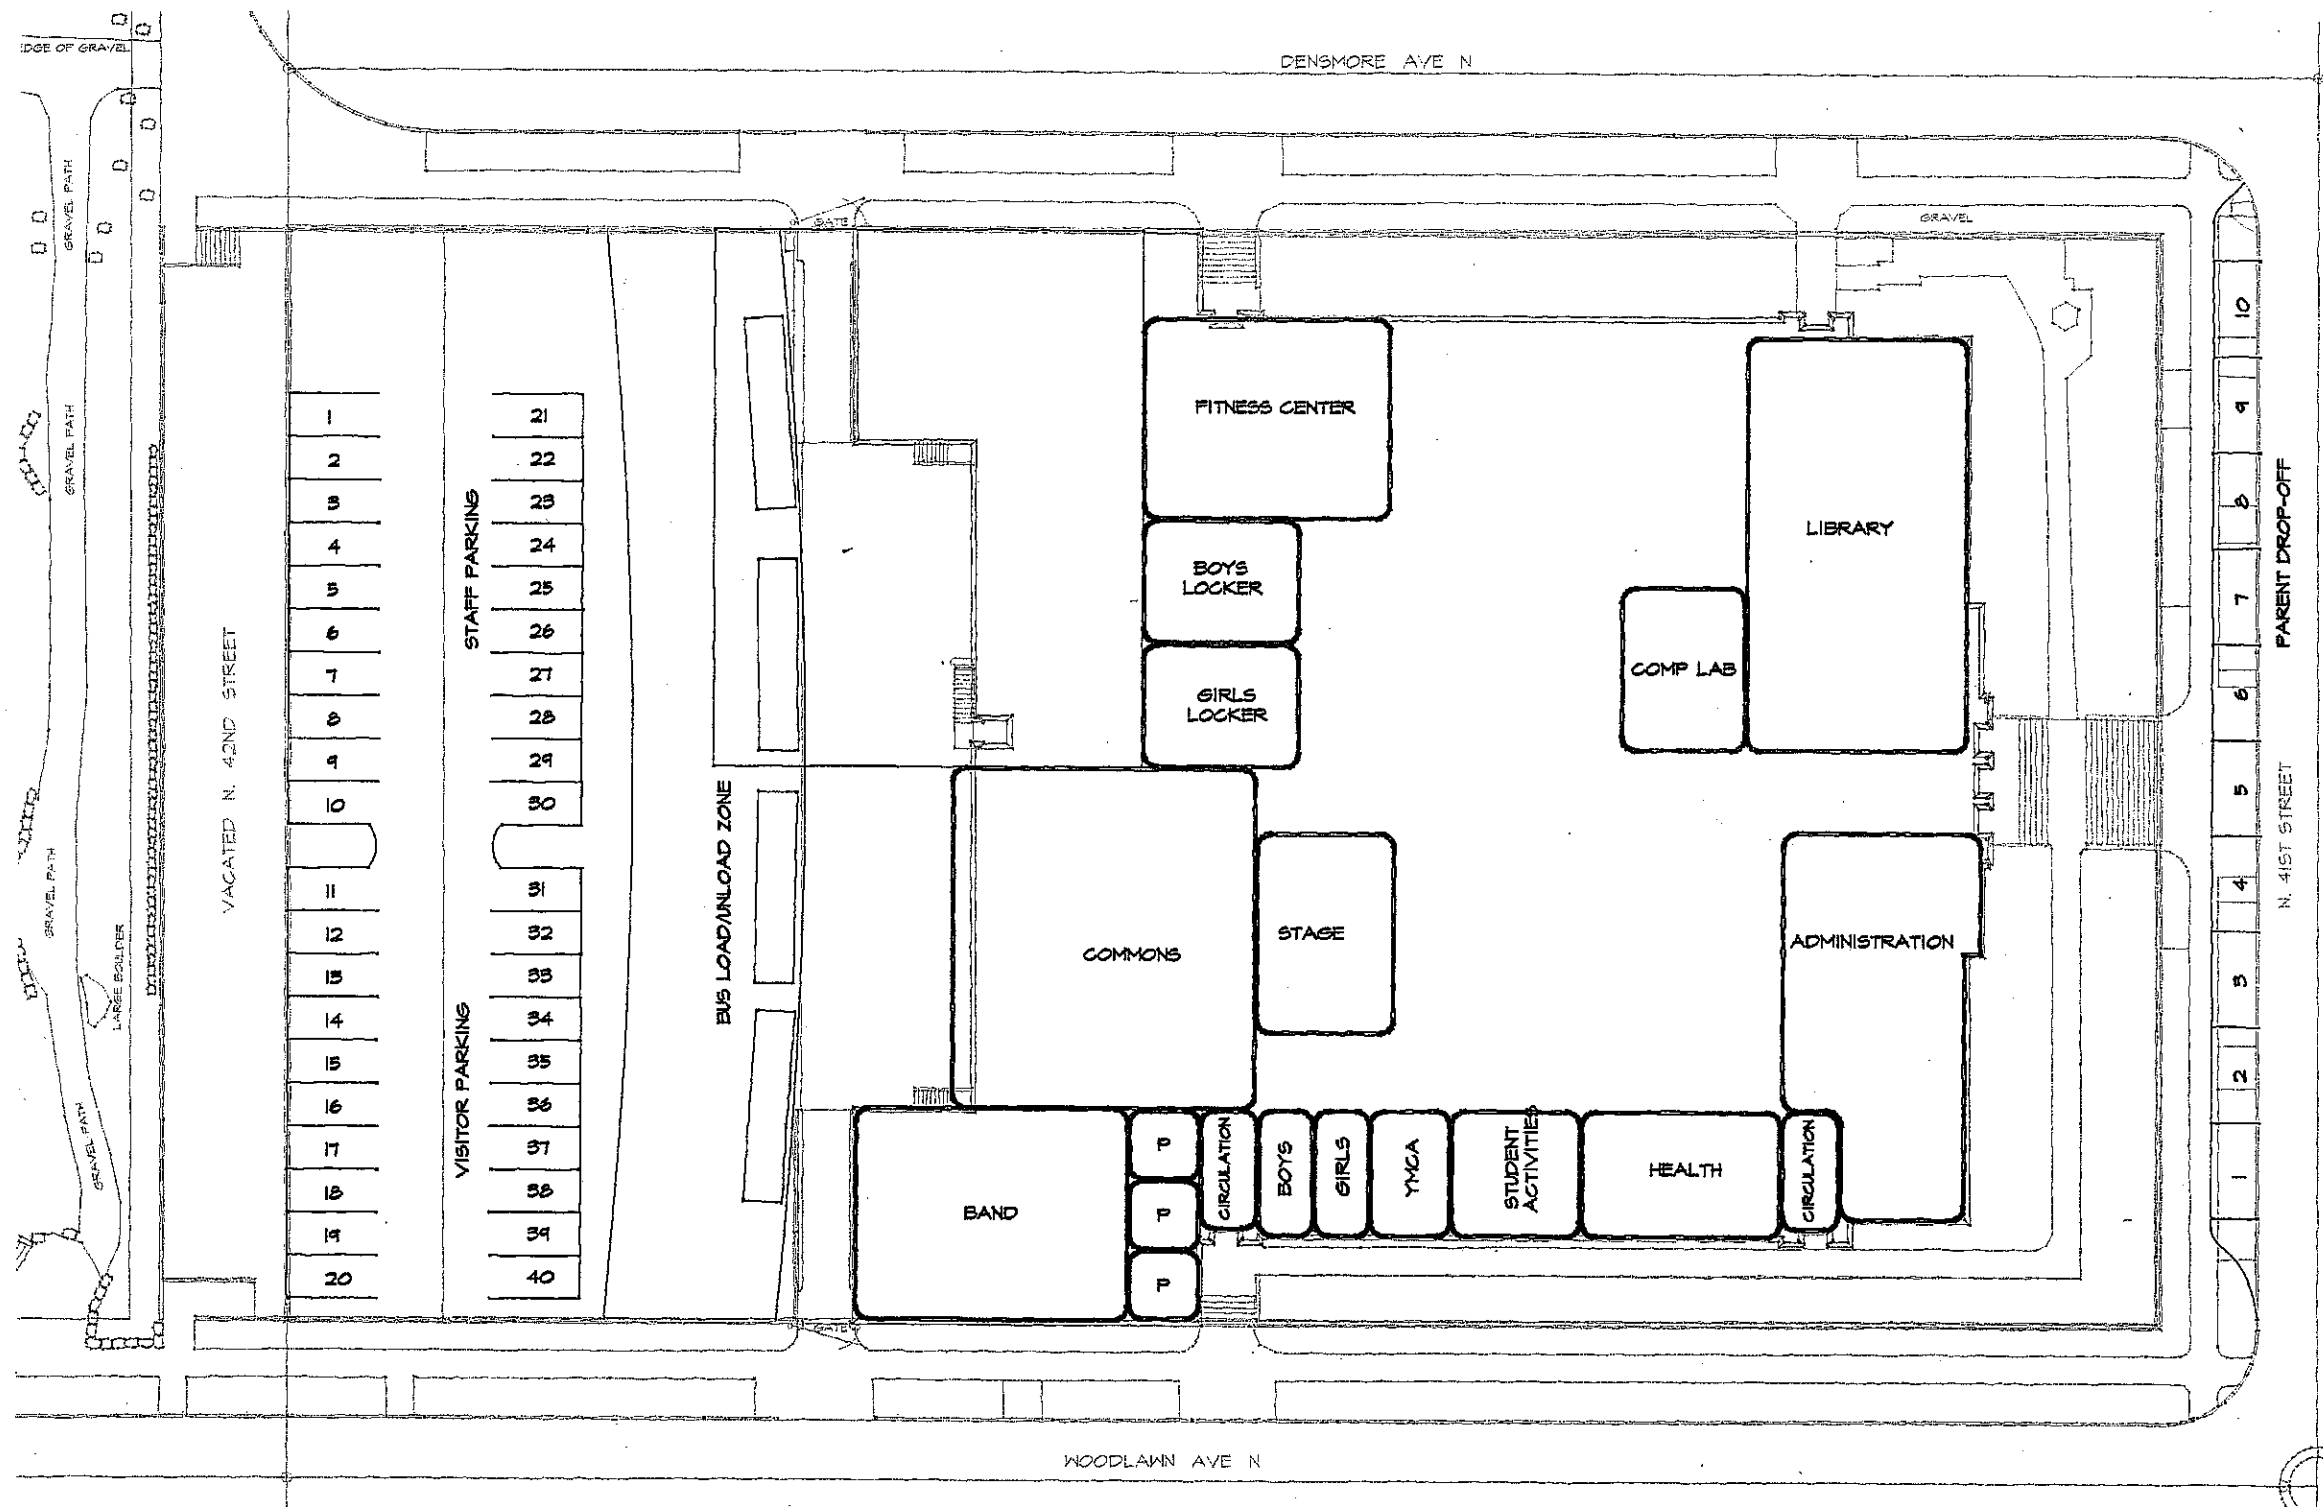 EDGE OF GRAVEL
DENSMORE AVE N
GRAVEL PATH
GATE
GRAVEL
10
FITNESS CENTER
GRAVEL PATH
1
2
3
4
5
6
7
8
9
10
11
12
13
14
15
16
17
18
19
20
STAFF PARKING
VISITOR PARKING
21
22
23
24
25
26
27
28
29
30
31
32
33
34
35
36
37
38
39
40
9
8
7
6
5
4
3
2
1
PARENT DROP-OFF
N. 41ST STREET
LIBRARY
BOYS
LOCKER
COMP LAB
GIRLS
LOCKER
VACATED N. 42ND STREET
BUS LOAD/UNLOAD ZONE
GRAVEL PATH
LARGE BOULDER
COMMONS
STAGE
ADMINISTRATION
GRAVEL PATH
BAND
P
P
P
CIRCULATION
BOYS
GIRLS
YMCA
STUDENT
ACTIVITIES
HEALTH
CIRCULATION
GATE
WOODLAWN AVE N